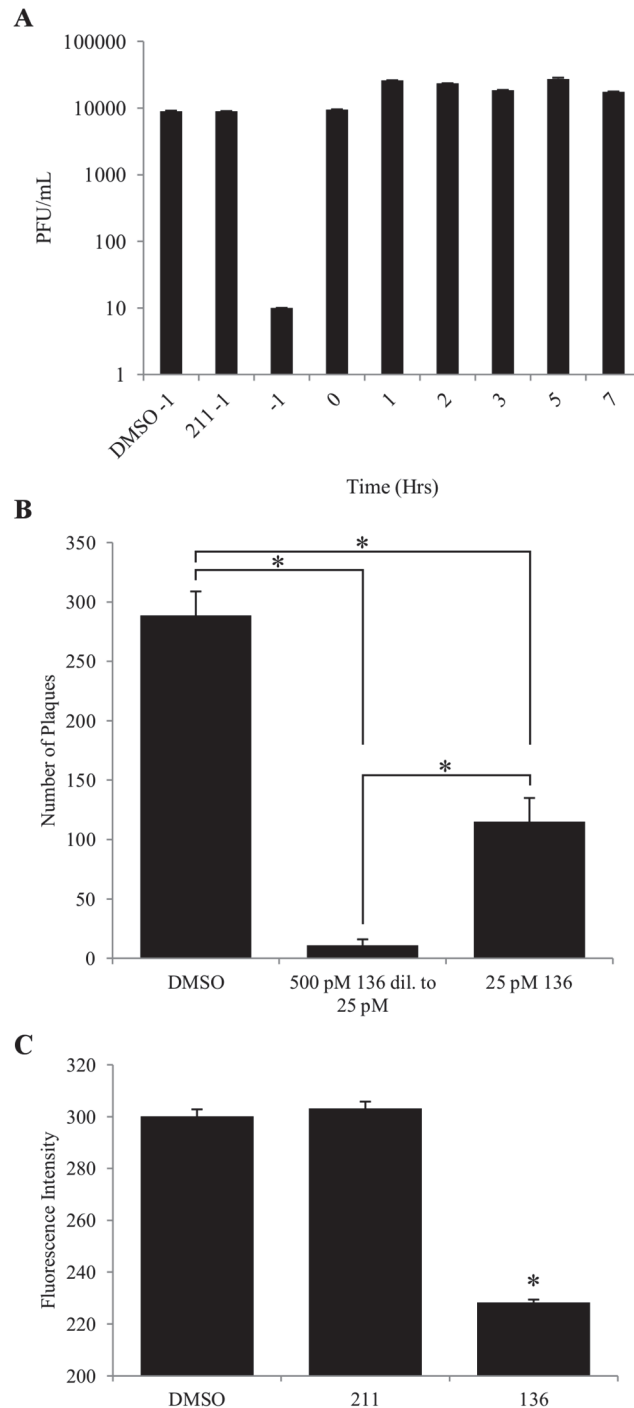 A
100000
10000
1000
100
10
1
PFU/mL
DMSO -1
211 -1
-1
0
1
2
3
5
7
Time (Hrs)
B
350
300
250
200
150
100
50
0
Number of Plaques
*
*
*
DMSO
500 pM 136 dil. to
25 pM
25 pM 136
C
320
300
280
260
240
220
200
Fluorescence Intensity
*
DMSO
211
136